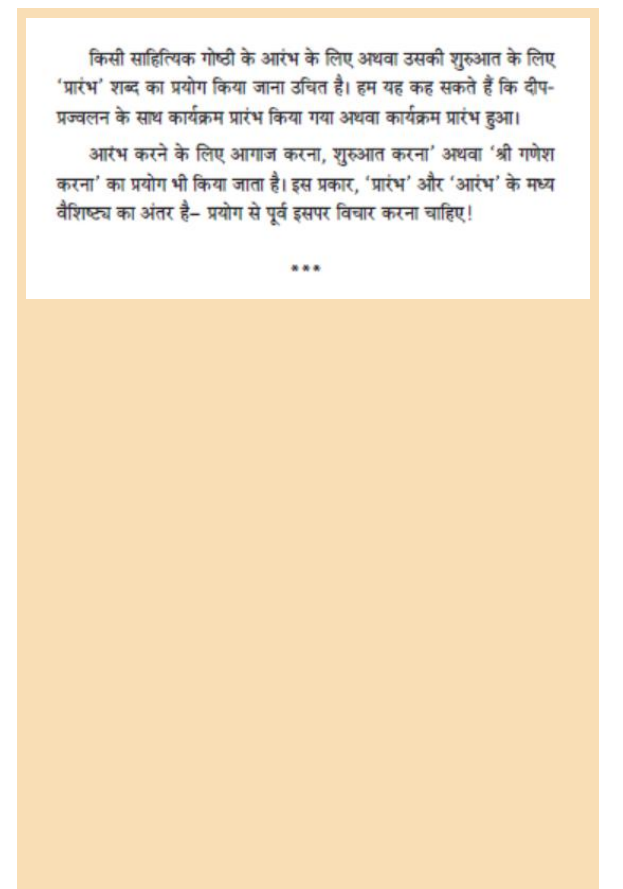 किसी साहित्यिक गोष्ठी के आरंभ के लिए अथवा उसकी शुरुआत के लिए
‘प्रारंभ’ शब्द का प्रयोग किया जाना उचित है। हम यह कह सकते हैं कि दीप-
प्रज्वलन के साथ कार्यक्रम प्रारंभ किया गया अथवा कार्यक्रम प्रारंभ हुआ।
आरंभ करने के लिए आगाज करना, शुरुआत करना’ अथवा ‘श्री गणेश
करना’ का प्रयोग भी किया जाता है। इस प्रकार, ‘प्रारंभ’ और ‘आरंभ’ के मध्य
वैशिष्ट्य का अंतर है– प्रयोग से पूर्व इसपर विचार करना चाहिए!
***